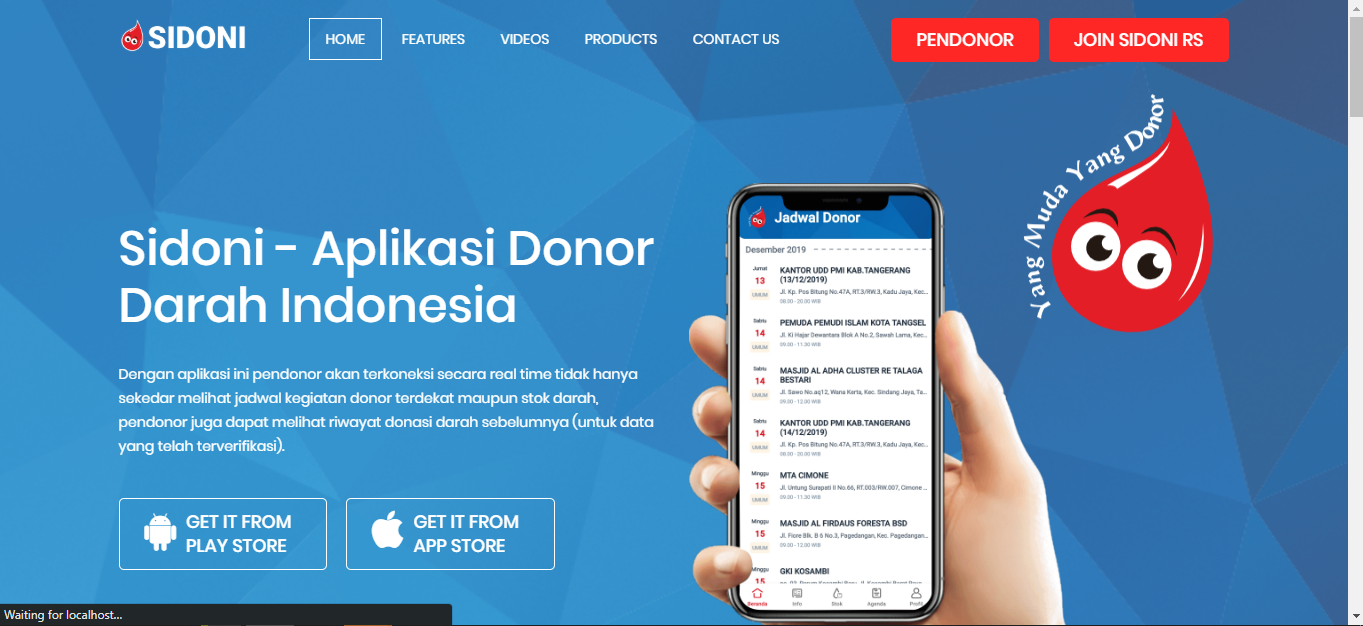 SIDONI
HOME
FEATURES
VIDEOS
PRODUCTS
CONTACT US
PENDONOR
JOIN SIDONI RS
Yang Muda Yang Donor
Sidoni - Aplikasi Donor
Darah Indonesia
Dengan aplikasi ini pendonor akan terkoneksi secara real time tidak hanya
sekedar melihat jadwal kegiatan donor terdekat maupun stok darah,
pendonor juga dapat melihat riwayat donasi darah sebelumnya (untuk data
yang telah terverifikasi).
GET IT FROM
PLAY STORE
GET IT FROM
APP STORE
Jadwal Donor
Desember 2019
Jumat
13
UMUM
KANTOR UDD PMI KAB.TANGERANG
(13/12/2019)
Jl. Kp. Pos Bitung No.47A, RT.3/RW.3, Kadu Jaya, Kec...
08.00 - 20.00 WIB
Sabtu
14
UMUM
PEMUDA PEMUDI ISLAM KOTA TANGSEL
Jl. Ki Hajar Dewantara Blok A No.2, Sawah Lama, Kec...
09.00 - 11.30 WIB
Sabtu
14
UMUM
MASJID AL ADHA CLUSTER RE TALAGA
BESTARI
Jl. Sawo No.aq12, Wana Kerta, Kec. Sindang Jaya, Ta...
09.00 - 12.00 WIB
Sabtu
14
UMUM
KANTOR UDD PMI KAB.TANGERANG
(14/12/2019)
Jl. Kp. Pos Bitung No.47A, RT.3/RW.3, Kadu Jaya, Kec...
08.00 - 20.00 WIB
Minggu
15
UMUM
MTA CIMONE
Jl. Untung Surapati II No.66, RT.003/RW.007, Cimone ...
09.00 - 11.30 WIB
Minggu
15
UMUM
MASJID AL FIRDAUS FORESTA BSD
Jl. Fiore Blk. B 6 No.3, Pagedangan, Kec. Pagedangan...
09.00 - 12.00 WIB
Minggu
15
GKI KOSAMBI
Beranda
Info
Stok
Agenda
Profil
Waiting for localhost...